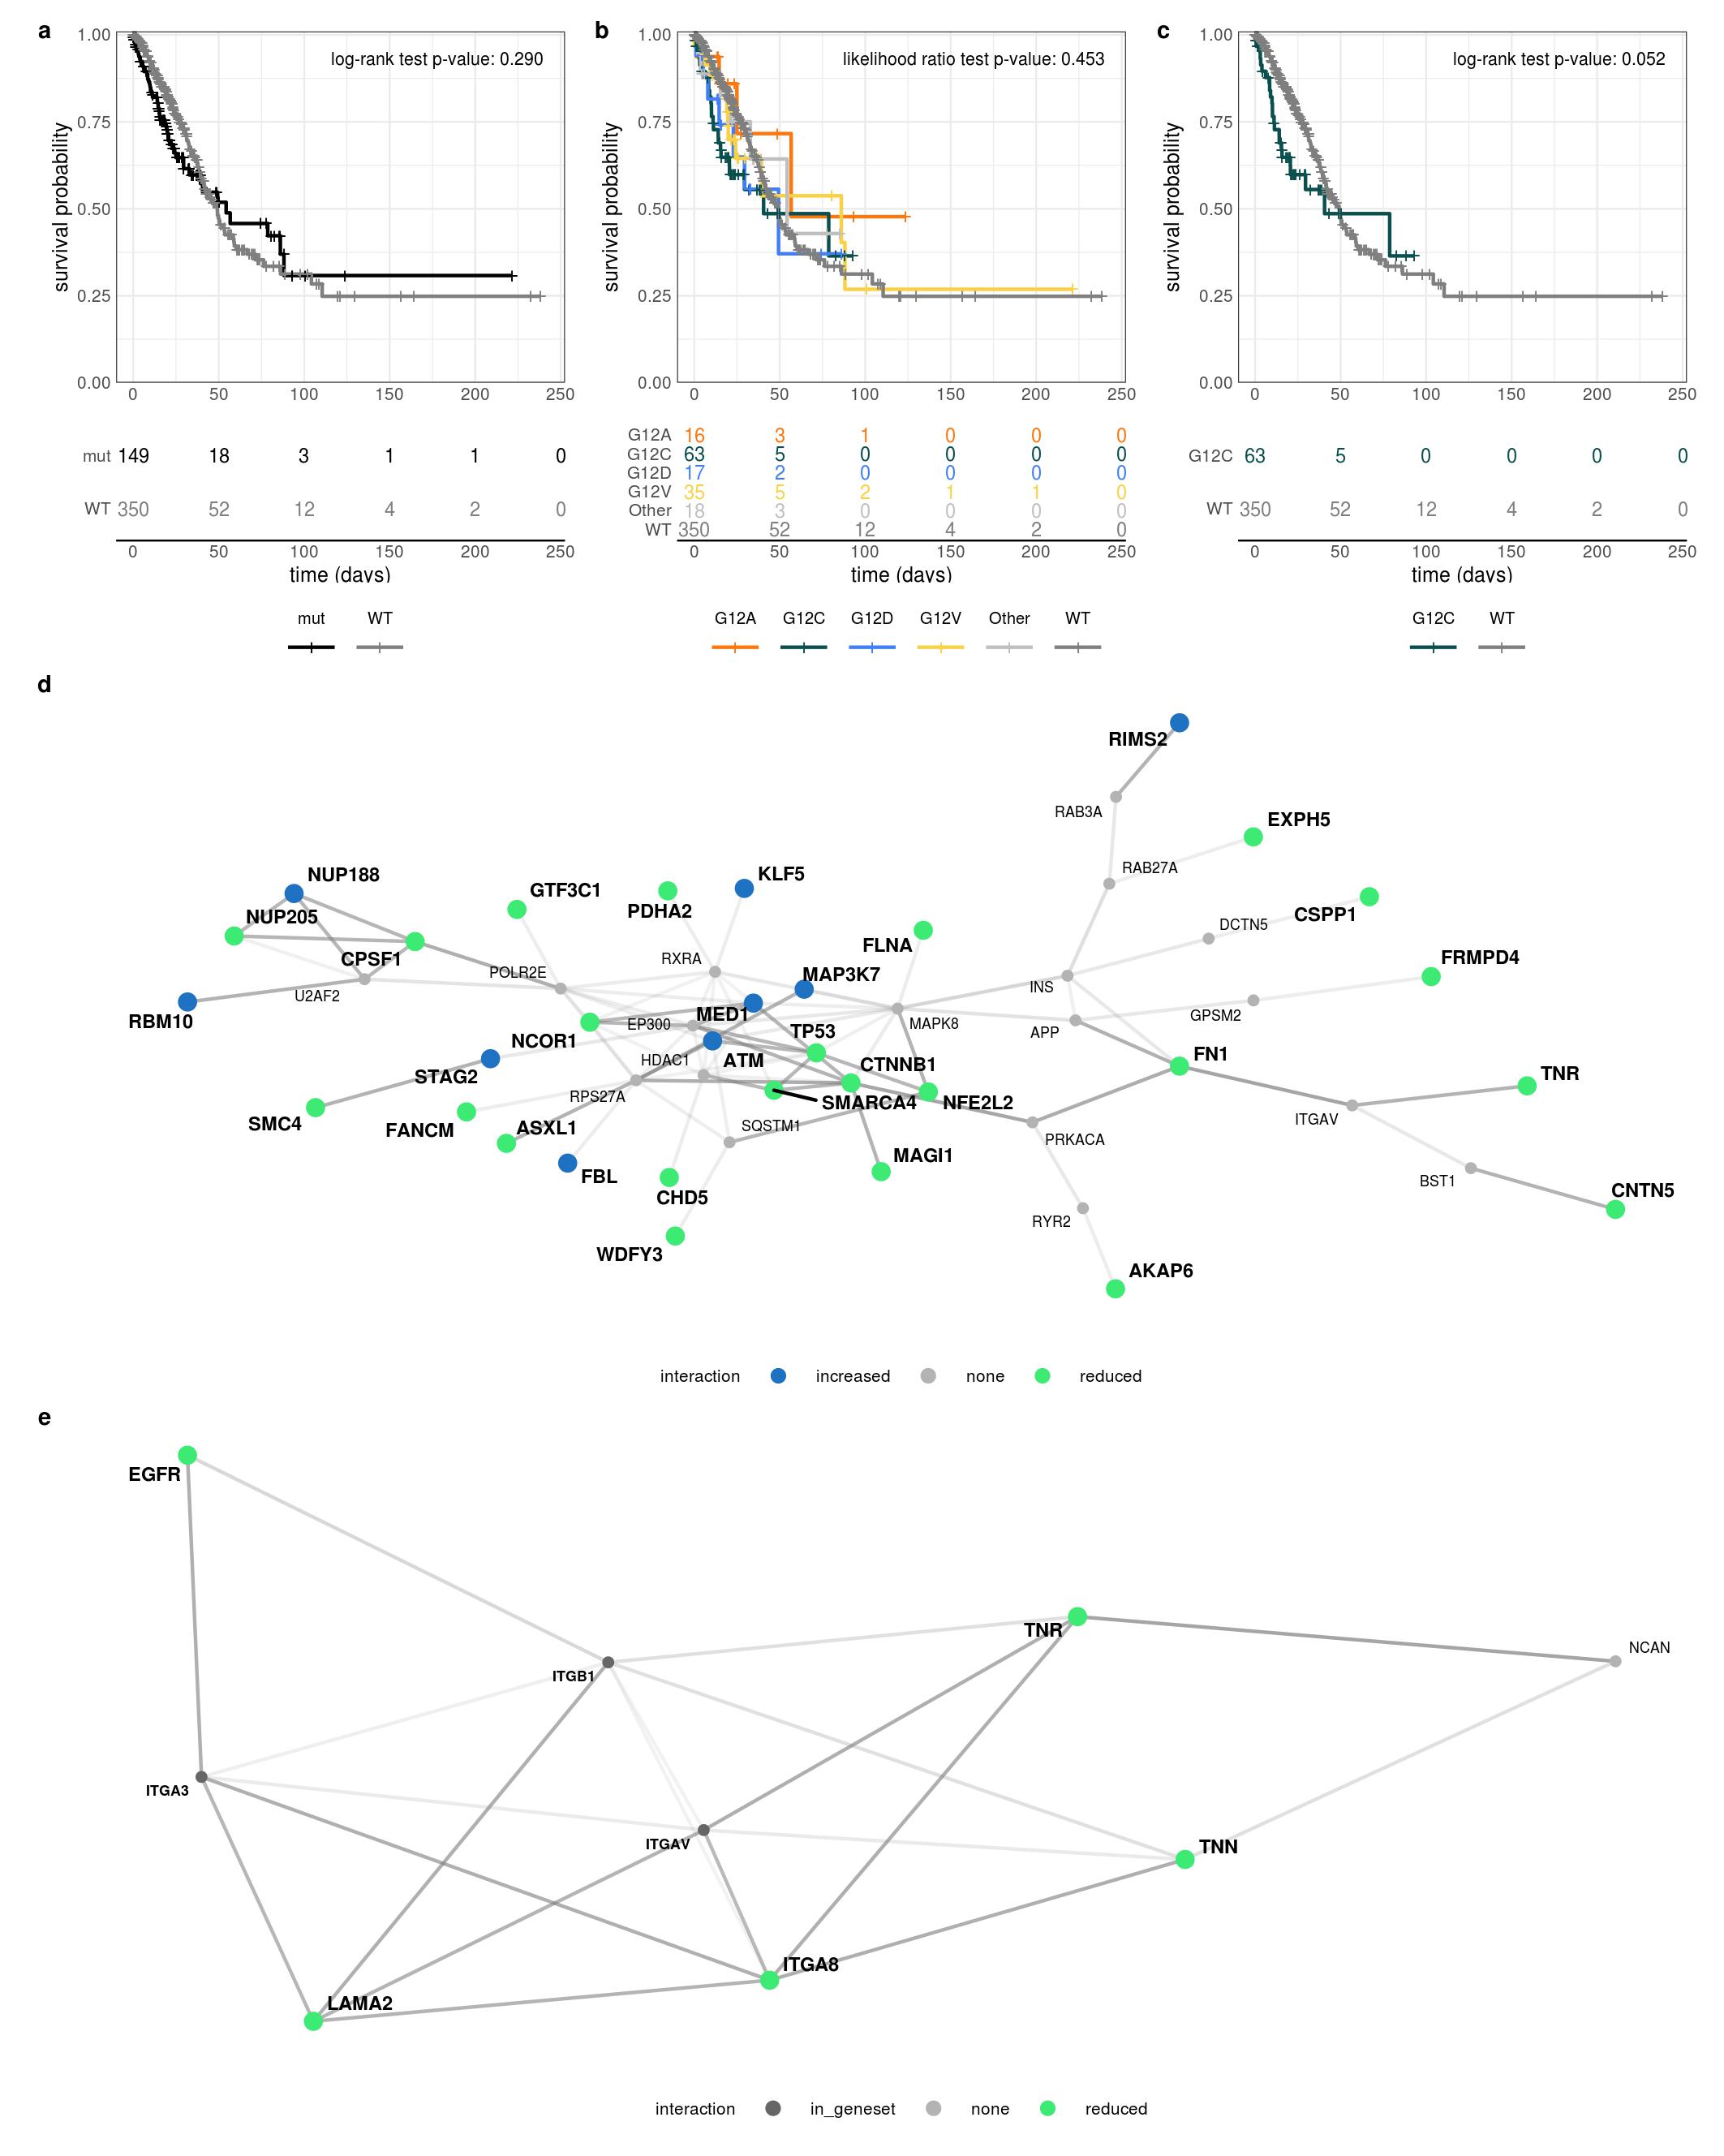 a
b
c
log-rank test p-value: 0.290
likelihood ratio test p-value: 0.453
log-rank test p-value: 0.052
survival probability
1.00
0.75
0.50
0.25
0.00
0 50 100 150 200 250
survival probability
1.00
0.75
0.50
0.25
0.00
0 50 100 150 200 250
survival probability
1.00
0.75
0.50
0.25
0.00
0 50 100 150 200 250
mut 149 18 3 1 1 0
WT 350 52 12 4 2 0
0 50 100 150 200 250
time (days)
mut WT
G12A 16 3 1 0 0 0
G12C 63 5 0 0 0 0
G12D 17 2 0 0 0 0
G12V 35 5 2 1 1 0
Other 18 3 0 0 0 0
WT 350 52 12 4 2 0
0 50 100 150 200 250
time (days)
G12A G12C G12D G12V Other WT
G12C 63 5 0 0 0 0
WT 350 52 12 4 2 0
0 50 100 150 200 250
time (days)
G12C WT
d
RIMS2
RAB3A
EXPH5
RAB27A
NUP188
KLF5
GTF3C1
PDHA2
NUP205
CSPP1
DCTN5
FLNA
CPSF1
RXRA
FRMPD4
POLR2E
MAP3K7
INS
U2AF2
RBM10
MED1
GPSM2
EP300
MAPK8
TP53
APP
NCOR1
HDAC1
ATM
CTNNB1
FN1
STAG2
TNR
RPS27A
SMARCA4
NFE2L2
ITGAV
SMC4
FANCM
ASXL1
SQSTM1
PRKACA
MAGI1
FBL
BST1
CNTN5
CHD5
RYR2
WDFY3
AKAP6
interaction increased none reduced
e
EGFR
TNR
NCAN
ITGB1
ITGA3
ITGAV
TNN
ITGA8
LAMA2
interaction in_geneset none reduced